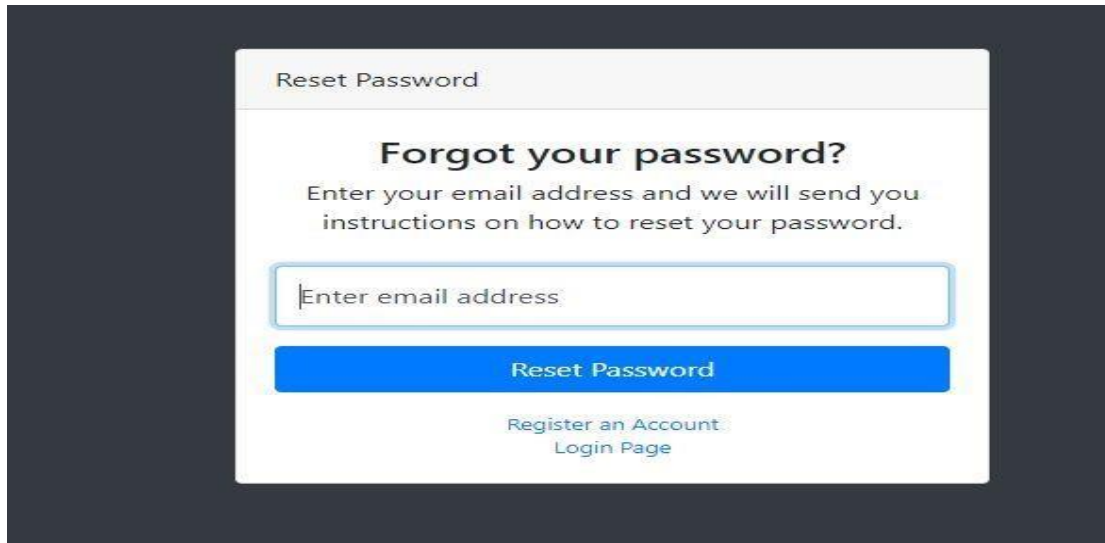 Reset Password
Forgot your password?
Enter your email address and we will send you
instructions on how to reset your password.
Enter email address
Reset Password
Register an Account
Login Page